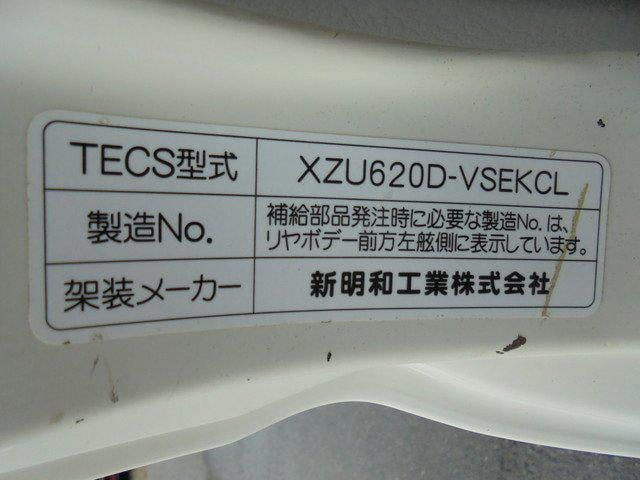 TECS型式 XZU620D-VSEKCL
製造No. 補給部品発注時に必要な製造No.は、
リヤボデー前方左舷側に表示しています。
架装メーカー 新明和工業株式会社